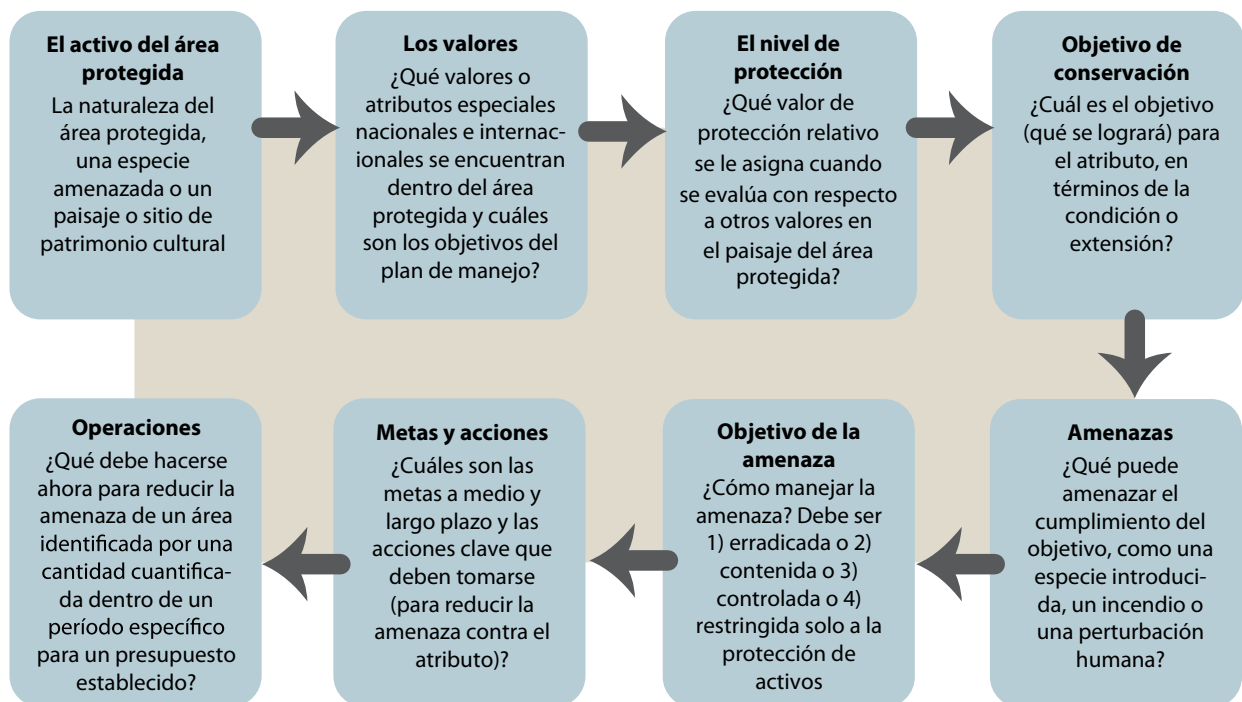 El activo del área
protegida
La naturaleza del
área protegida,
una especie
amenazada o un
paisaje o sitio de
patrimonio cultural
Los valores
¿Qué valores o
atributos especiales
nacionales e internac-
ionales se encuentran
dentro del área
protegida y cuáles
son los objetivos del
plan de manejo?
El nivel de
protección
¿Qué valor de
protección relativo
se le asigna cuando
se evalúa con respecto
a otros valores en
el paisaje del área
protegida?
Objetivo de
conservación
¿Cuál es el objetivo
(qué se logrará) para
el atributo, en
términos de la
condición o
extensión?
Amenazas
¿Qué puede
amenazar el
cumplimiento del
objetivo, como una
especie introduci-
da, un incendio o
una perturbación
humana?
Objetivo de la
amenaza
¿Cómo manejar la
amenaza? Debe ser
1) erradicada o 2)
contenida o 3)
controlada o 4)
restringida solo a la
protección de
activos
Metas y acciones
¿Cuáles son las
metas a medio y
largo plazo y las
acciones clave que
deben tomarse
(para reducir la
amenaza contra el
atributo)?
Operaciones
¿Qué debe hacerse
ahora para reducir la
amenaza de un área
identificada por una
cantidad cuantifica-
da dentro de un
período específico
para un presupuesto
establecido?